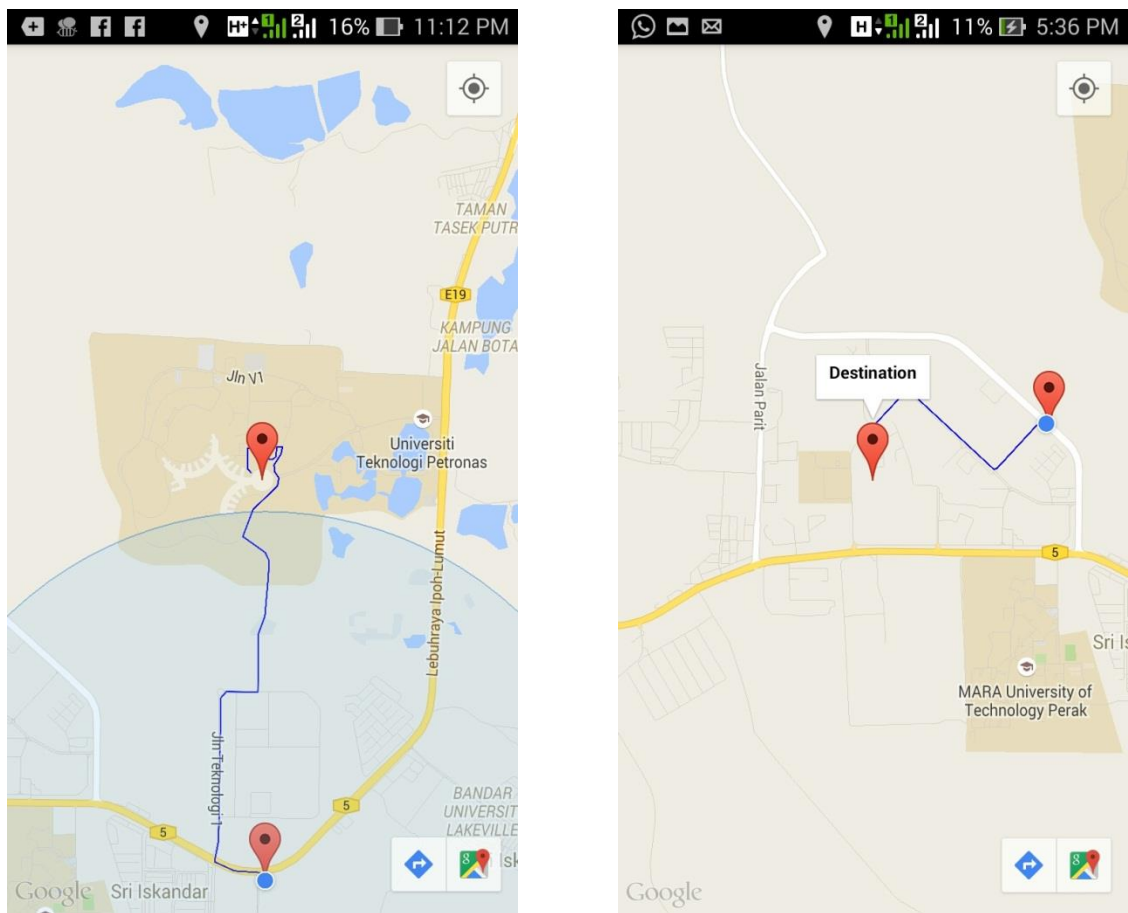 16% 11:12 PM
TAMAN
TASEK PUTR
E19
KAMPUNG
JALAN BOTA
Jln V1
Universiti
Teknologi Petronas
Lebuhraya Ipoh-Lumut
Jln Teknologi 1
BANDAR
UNIVERSIT
LAKEVILLE
5
5
Isk
Google
Sri Iskandar
11% 5:36 PM
Destination
Jalan Parit
5
Sri Is
MARA University of
Technology Perak
Google